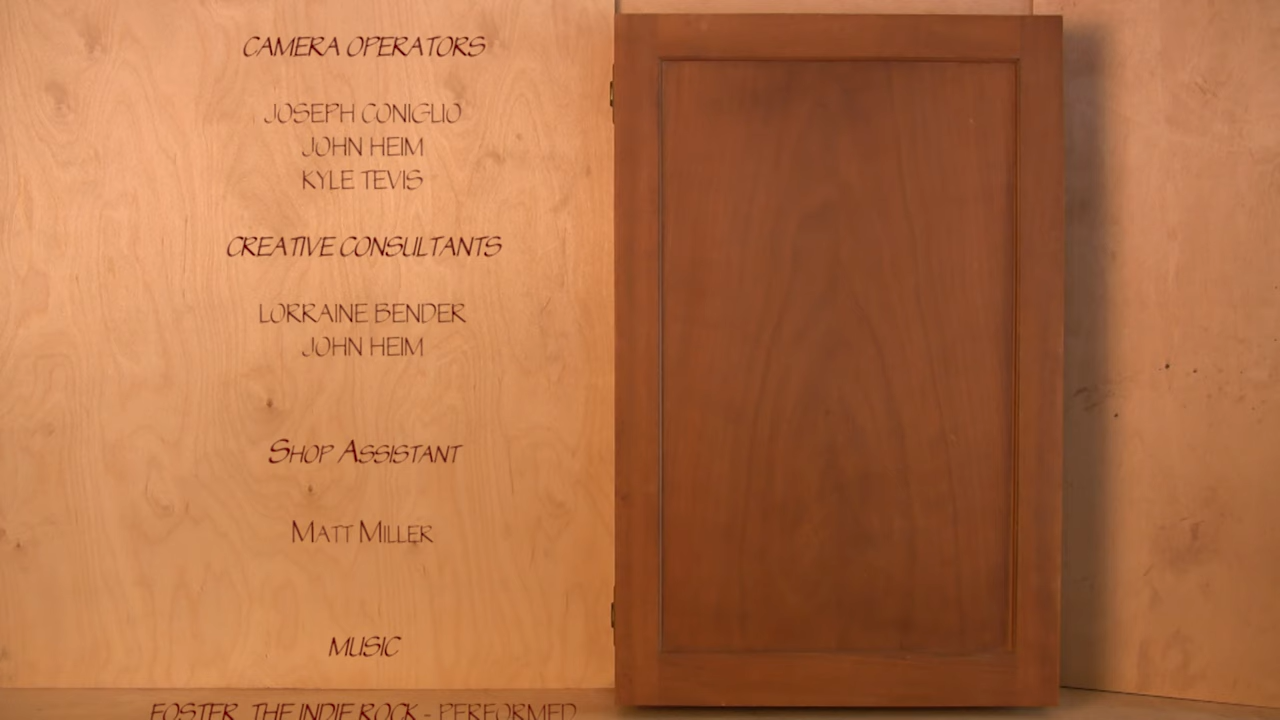 CAMERA OPERATORS
JOSEPH CONIGLIO
JOHN HEIM
KYLE TEVIS
CREATIVE CONSULTANTS
LORRAINE BENDER
JOHN HEIM
SHOP ASSISTANT
MATT MILLER
MUSIC
FOSTER, THE INDIE ROCK - PERFORMED